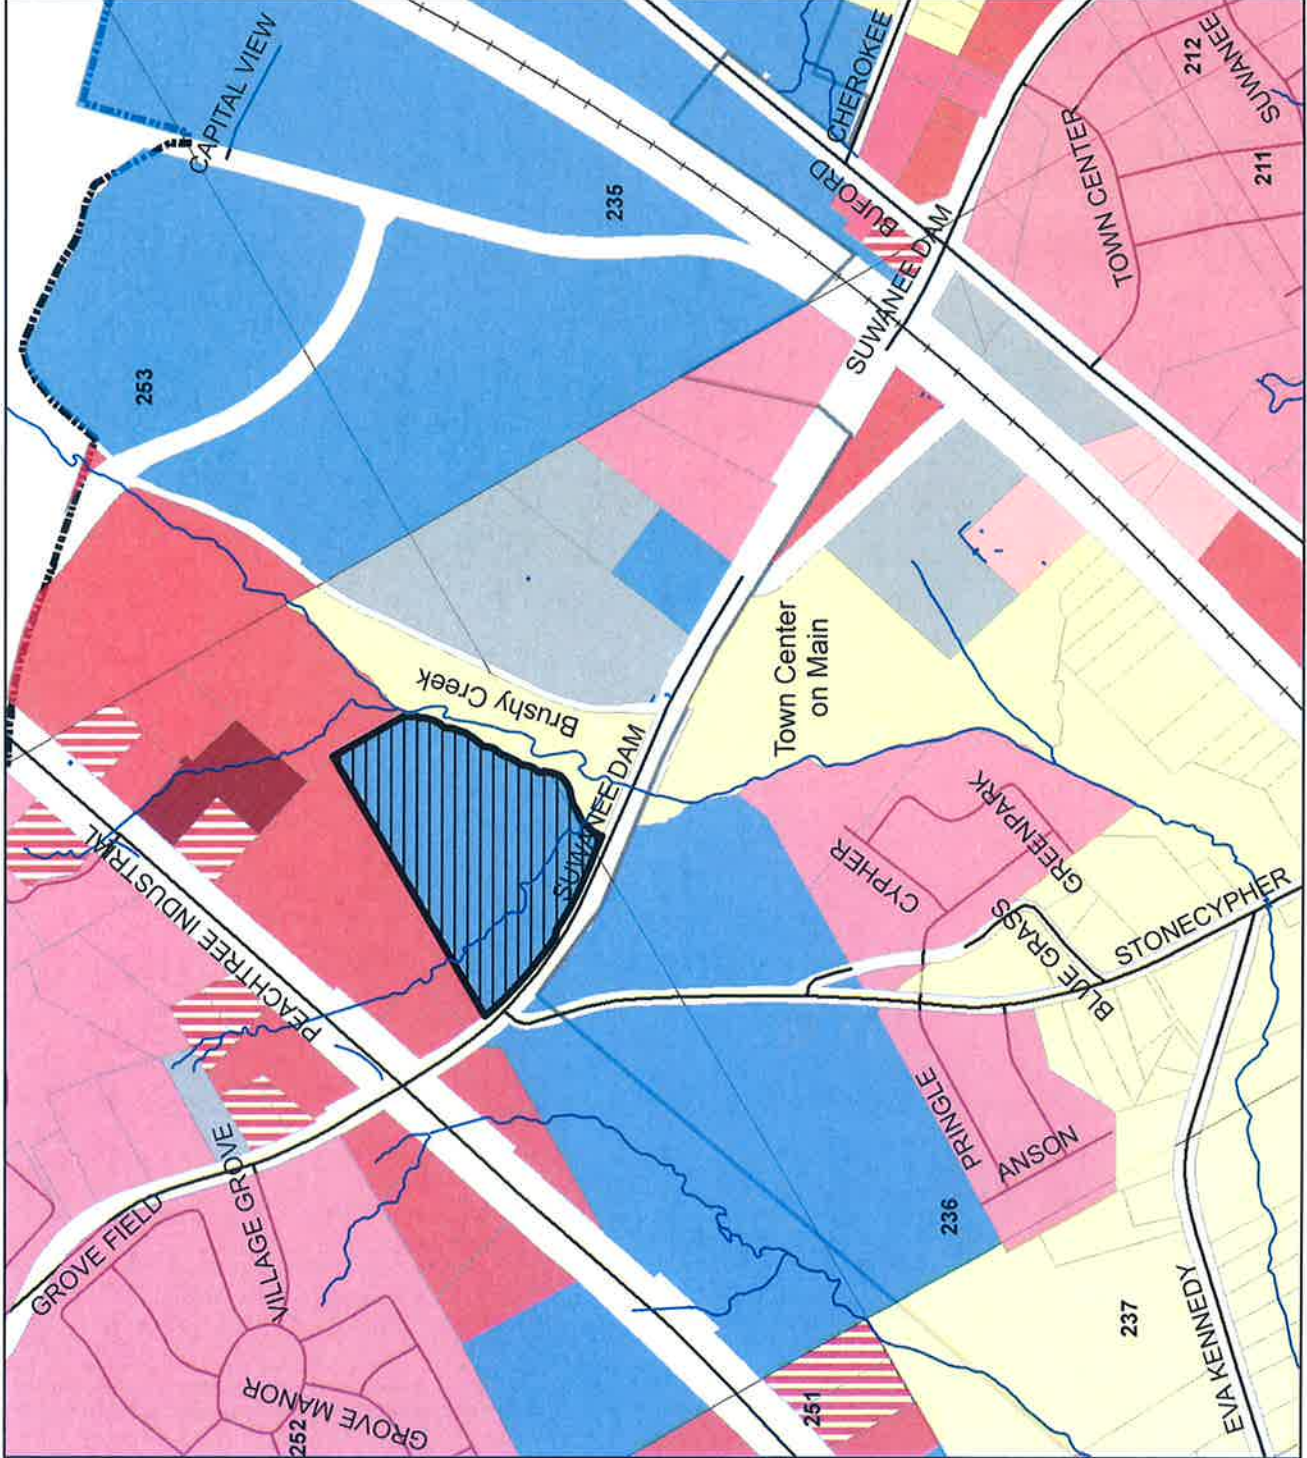 CAPITAL VIEW
CHEROKEE
SUWANEE
212
211
TOWN CENTER
235
BUFORD
SUWANEE DAM
253
Brushy Creek
Town Center
on Main
SUWANEE DAM
PEACHTREE INDUSTRIAL
CYPHER
GREENPARK
BLUE GRASS
STONECYPHER
PEACHTREE INDUSTRIAL
PRINGLE
ANSON
GROVE FIELD
VILLAGE GROVE
236
237
EVA KENNEDY
GROVE MANOR
252
251